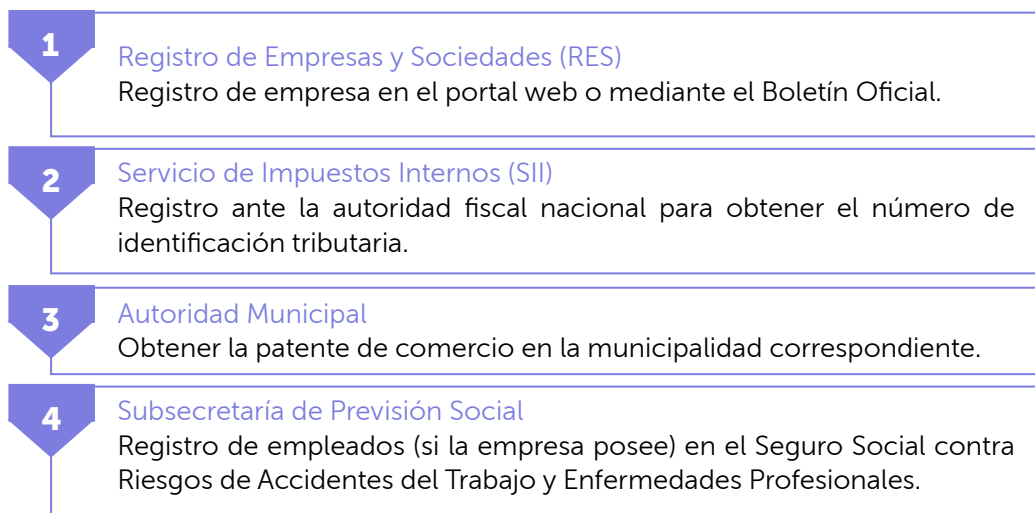 1
Registro de Empresas y Sociedades (RES)
Registro de empresa en el portal web o mediante el Boletín Oficial.
2
Servicio de Impuestos Internos (SII)
Registro ante la autoridad fiscal nacional para obtener el número de
identificación tributaria.
3
Autoridad Municipal
Obtener la patente de comercio en la municipalidad correspondiente.
4
Subsecretaría de Previsión Social
Registro de empleados (si la empresa posee) en el Seguro Social contra
Riesgos de Accidentes del Trabajo y Enfermedades Profesionales.